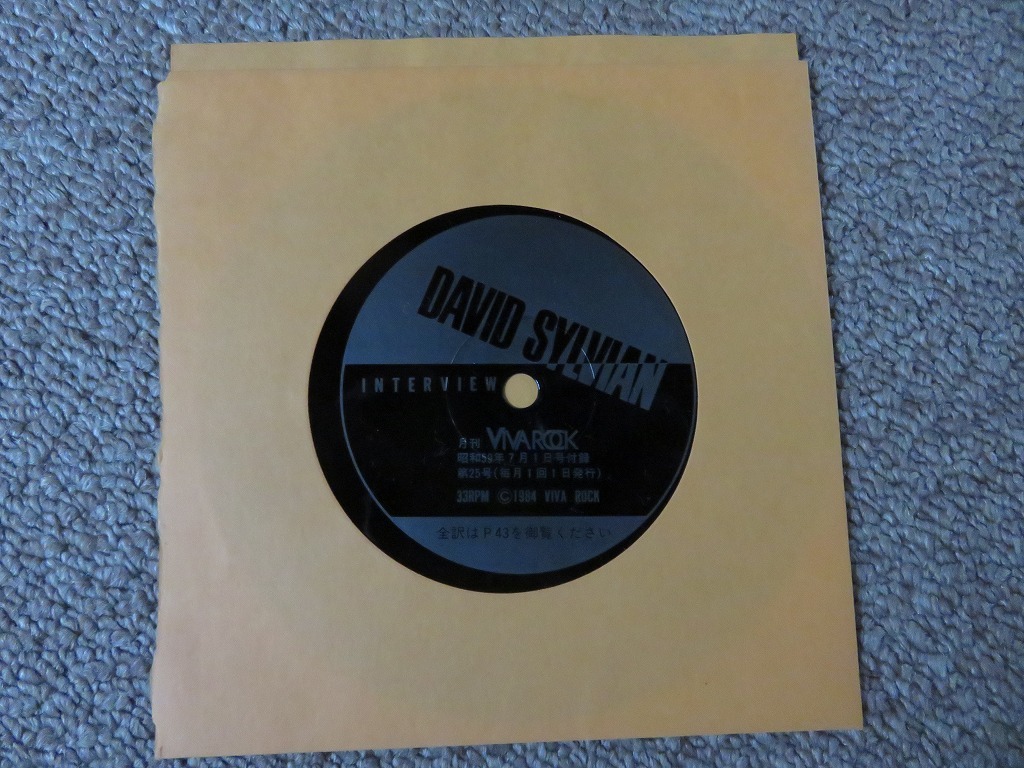 DAVID SYLVIAN
INTERVIEW
月刊 VIVA ROCK
昭和59年7月1日号付録
第25号(毎月1回1日発行)
33RPM ©1984 VIVA ROCK
全訳はP43を御覧ください